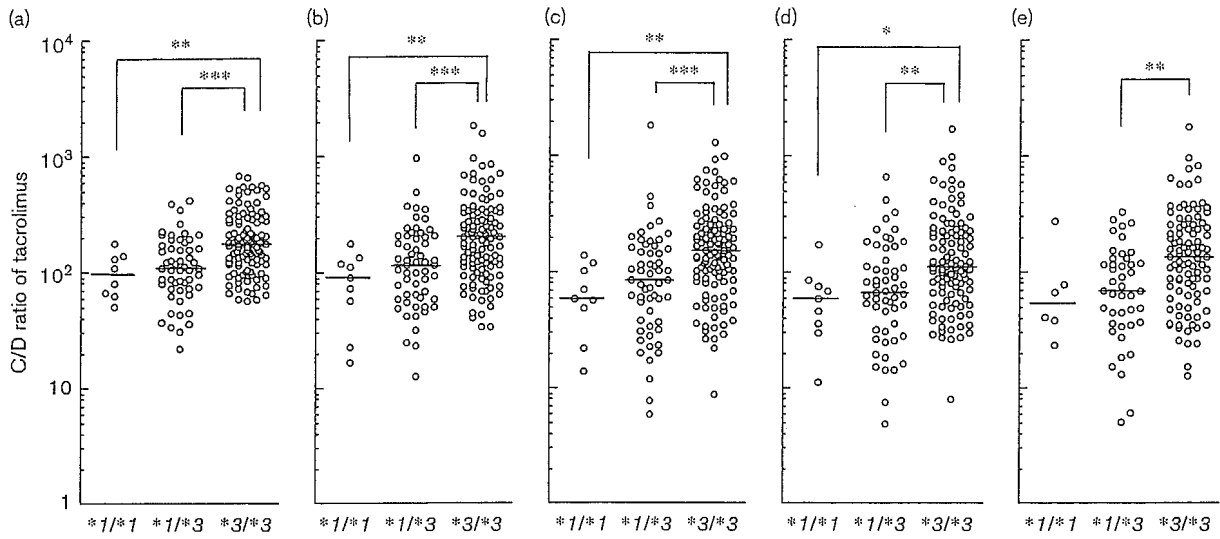 (a) (b) (c) (d) (e)
** ** ** *
*** *** *** ** **
10⁴
10³
10²
10
1
C/D ratio of tacrolimus
*1/*1 *1/*3 *3/*3 *1/*1 *1/*3 *3/*3 *1/*1 *1/*3 *3/*3 *1/*1 *1/*3 *3/*3 *1/*1 *1/*3 *3/*3